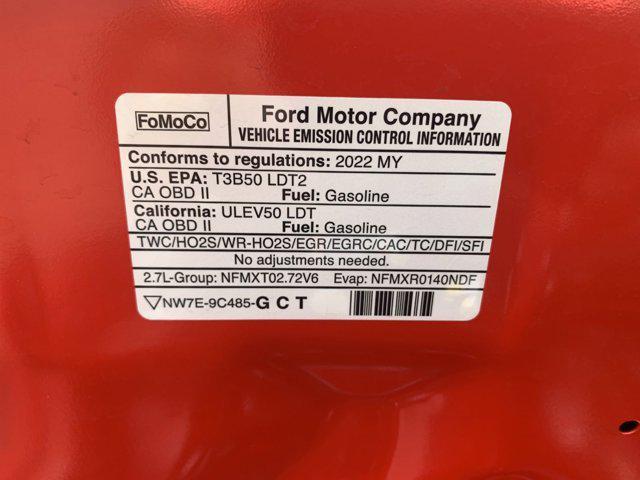 FoMoCo
Ford Motor Company
VEHICLE EMISSION CONTROL INFORMATION
Conforms to regulations: 2022 MY
U.S. EPA: T3B50 LDT2
CA OBD II Fuel: Gasoline
California: ULEV50 LDT
CA OBD II Fuel: Gasoline
TWC/HO2S/WR-HO2S/EGR/EGRC/CAC/TC/DFI/SFI
No adjustments needed.
2.7L-Group: NFMXT02.72V6 Evap: NFMXR0140NDF
NW7E-9C485-G C T